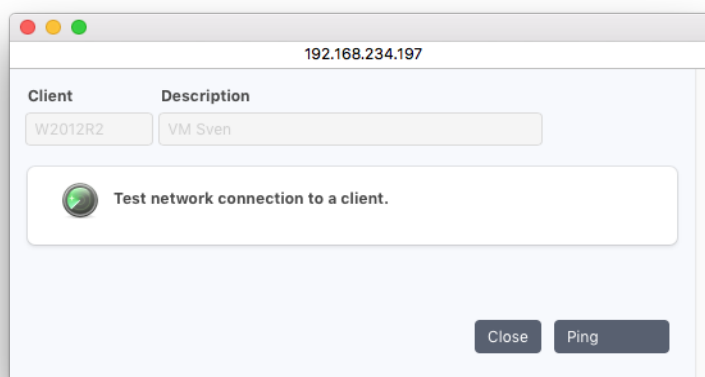 192.168.234.197
Client Description
W2012R2 VM Sven
Test network connection to a client.
Close Ping